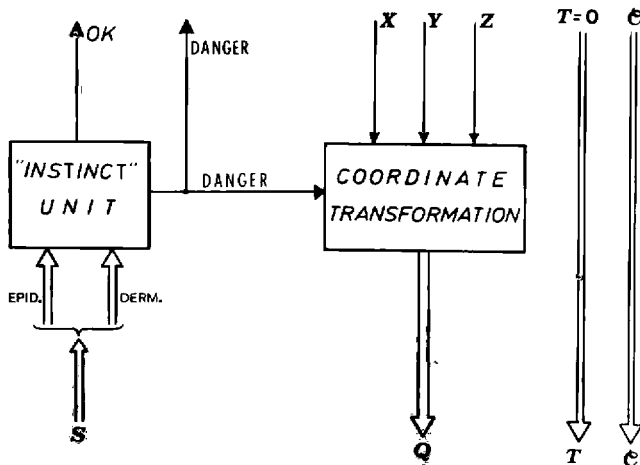 OK
DANGER
X Y Z T=0 C
"INSTINCT"
UNIT
DANGER
COORDINATE
TRANSFORMATION
EPID. DERM.
S Q T C